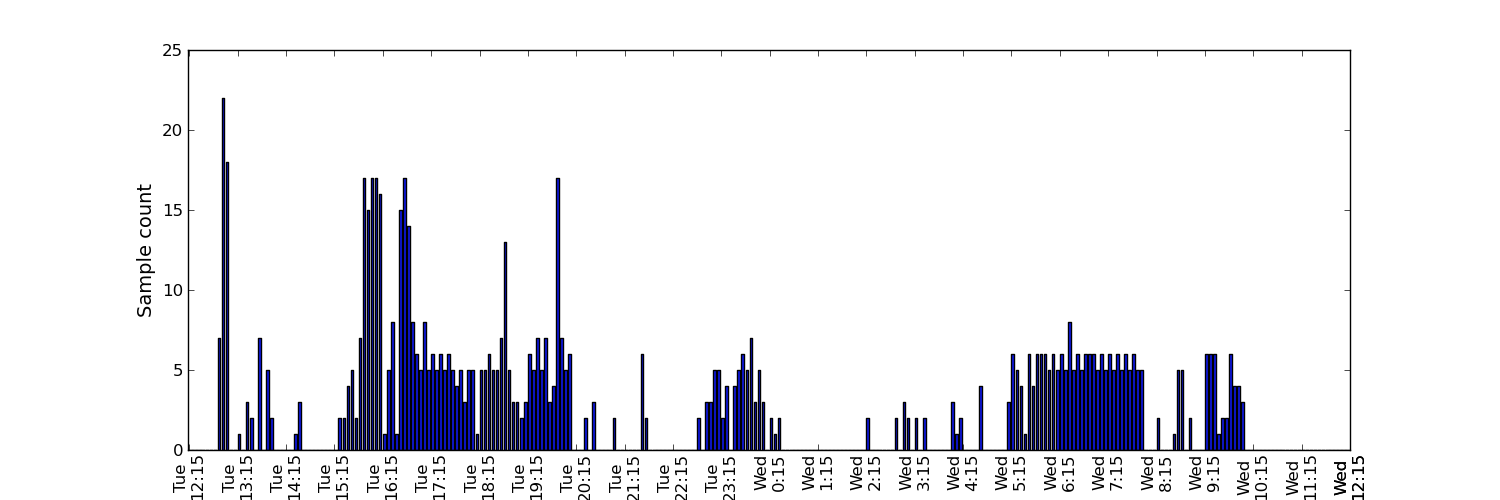 25
20
15
10
5
0
Sample count
Tue
12:15
Tue
13:15
Tue
14:15
Tue
15:15
Tue
16:15
Tue
17:15
Tue
18:15
Tue
19:15
Tue
20:15
Tue
21:15
Tue
22:15
Tue
23:15
Wed
0:15
Wed
1:15
Wed
2:15
Wed
3:15
Wed
4:15
Wed
5:15
Wed
6:15
Wed
7:15
Wed
8:15
Wed
9:15
Wed
10:15
Wed
11:15
Wed
12:15